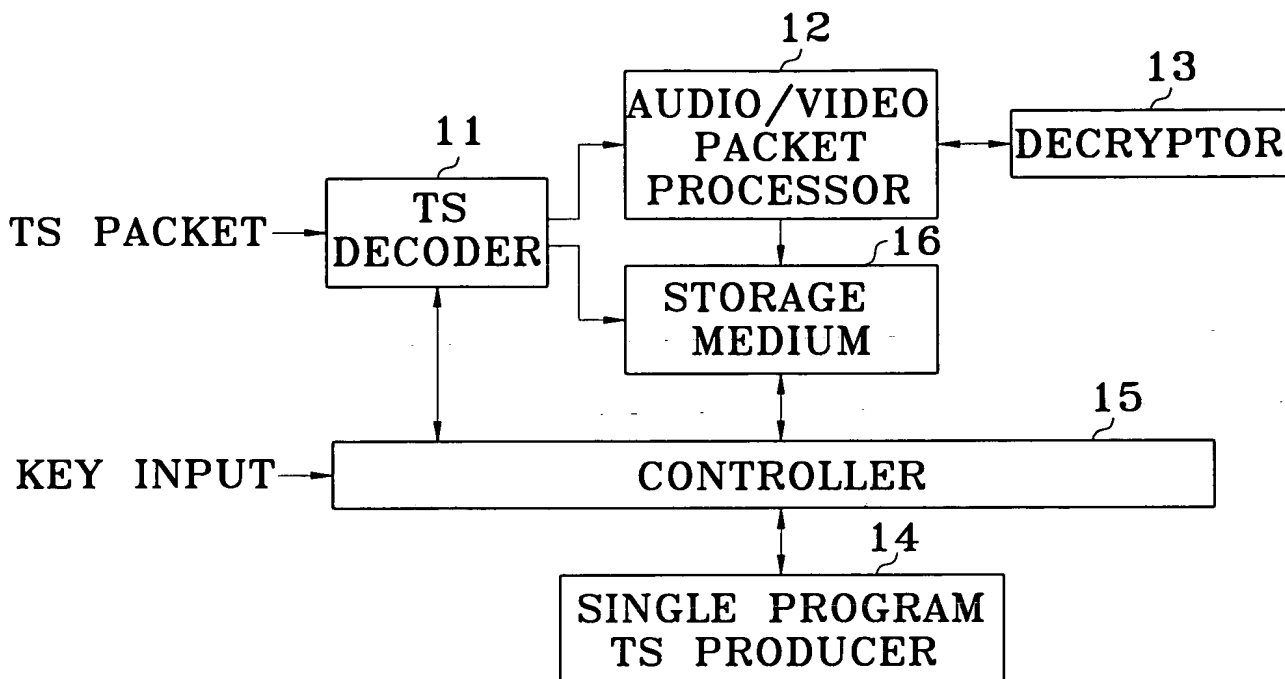 12
AUDIO/VIDEO
PACKET
PROCESSOR
13
DECRYPTOR
11
TS
DECODER
TS PACKET
16
STORAGE
MEDIUM
15
KEY INPUT
CONTROLLER
14
SINGLE PROGRAM
TS PRODUCER